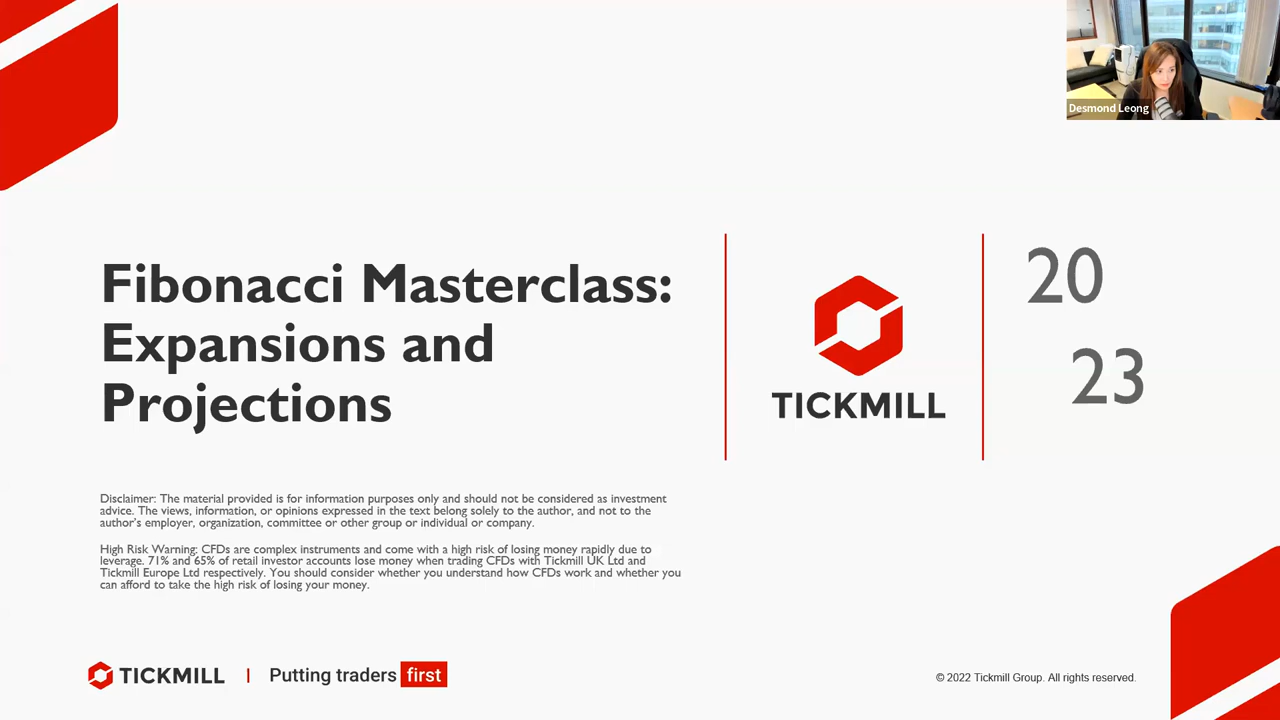 Desmond Leong
Fibonacci Masterclass:
Expansions and
Projections
TICKMILL
20
23
Disclaimer: The material provided is for information purposes only and should not be considered as investment
advice. The views, information, or opinions expressed in the text belong solely to the author, and not to the
author's employer, organization, committee or other group or individual or company.
High Risk Warning: CFDs are complex instruments and come with a high risk of losing money rapidly due to
leverage. 71% and 65% of retail investor accounts lose money when trading CFDs with Tickmill UK Ltd and
Tickmill Europe Ltd respectively. You should consider whether you understand how CFDs work and whether you
can afford to take the high risk of losing your money.
TICKMILL | Putting traders first
© 2022 Tickmill Group. All rights reserved.